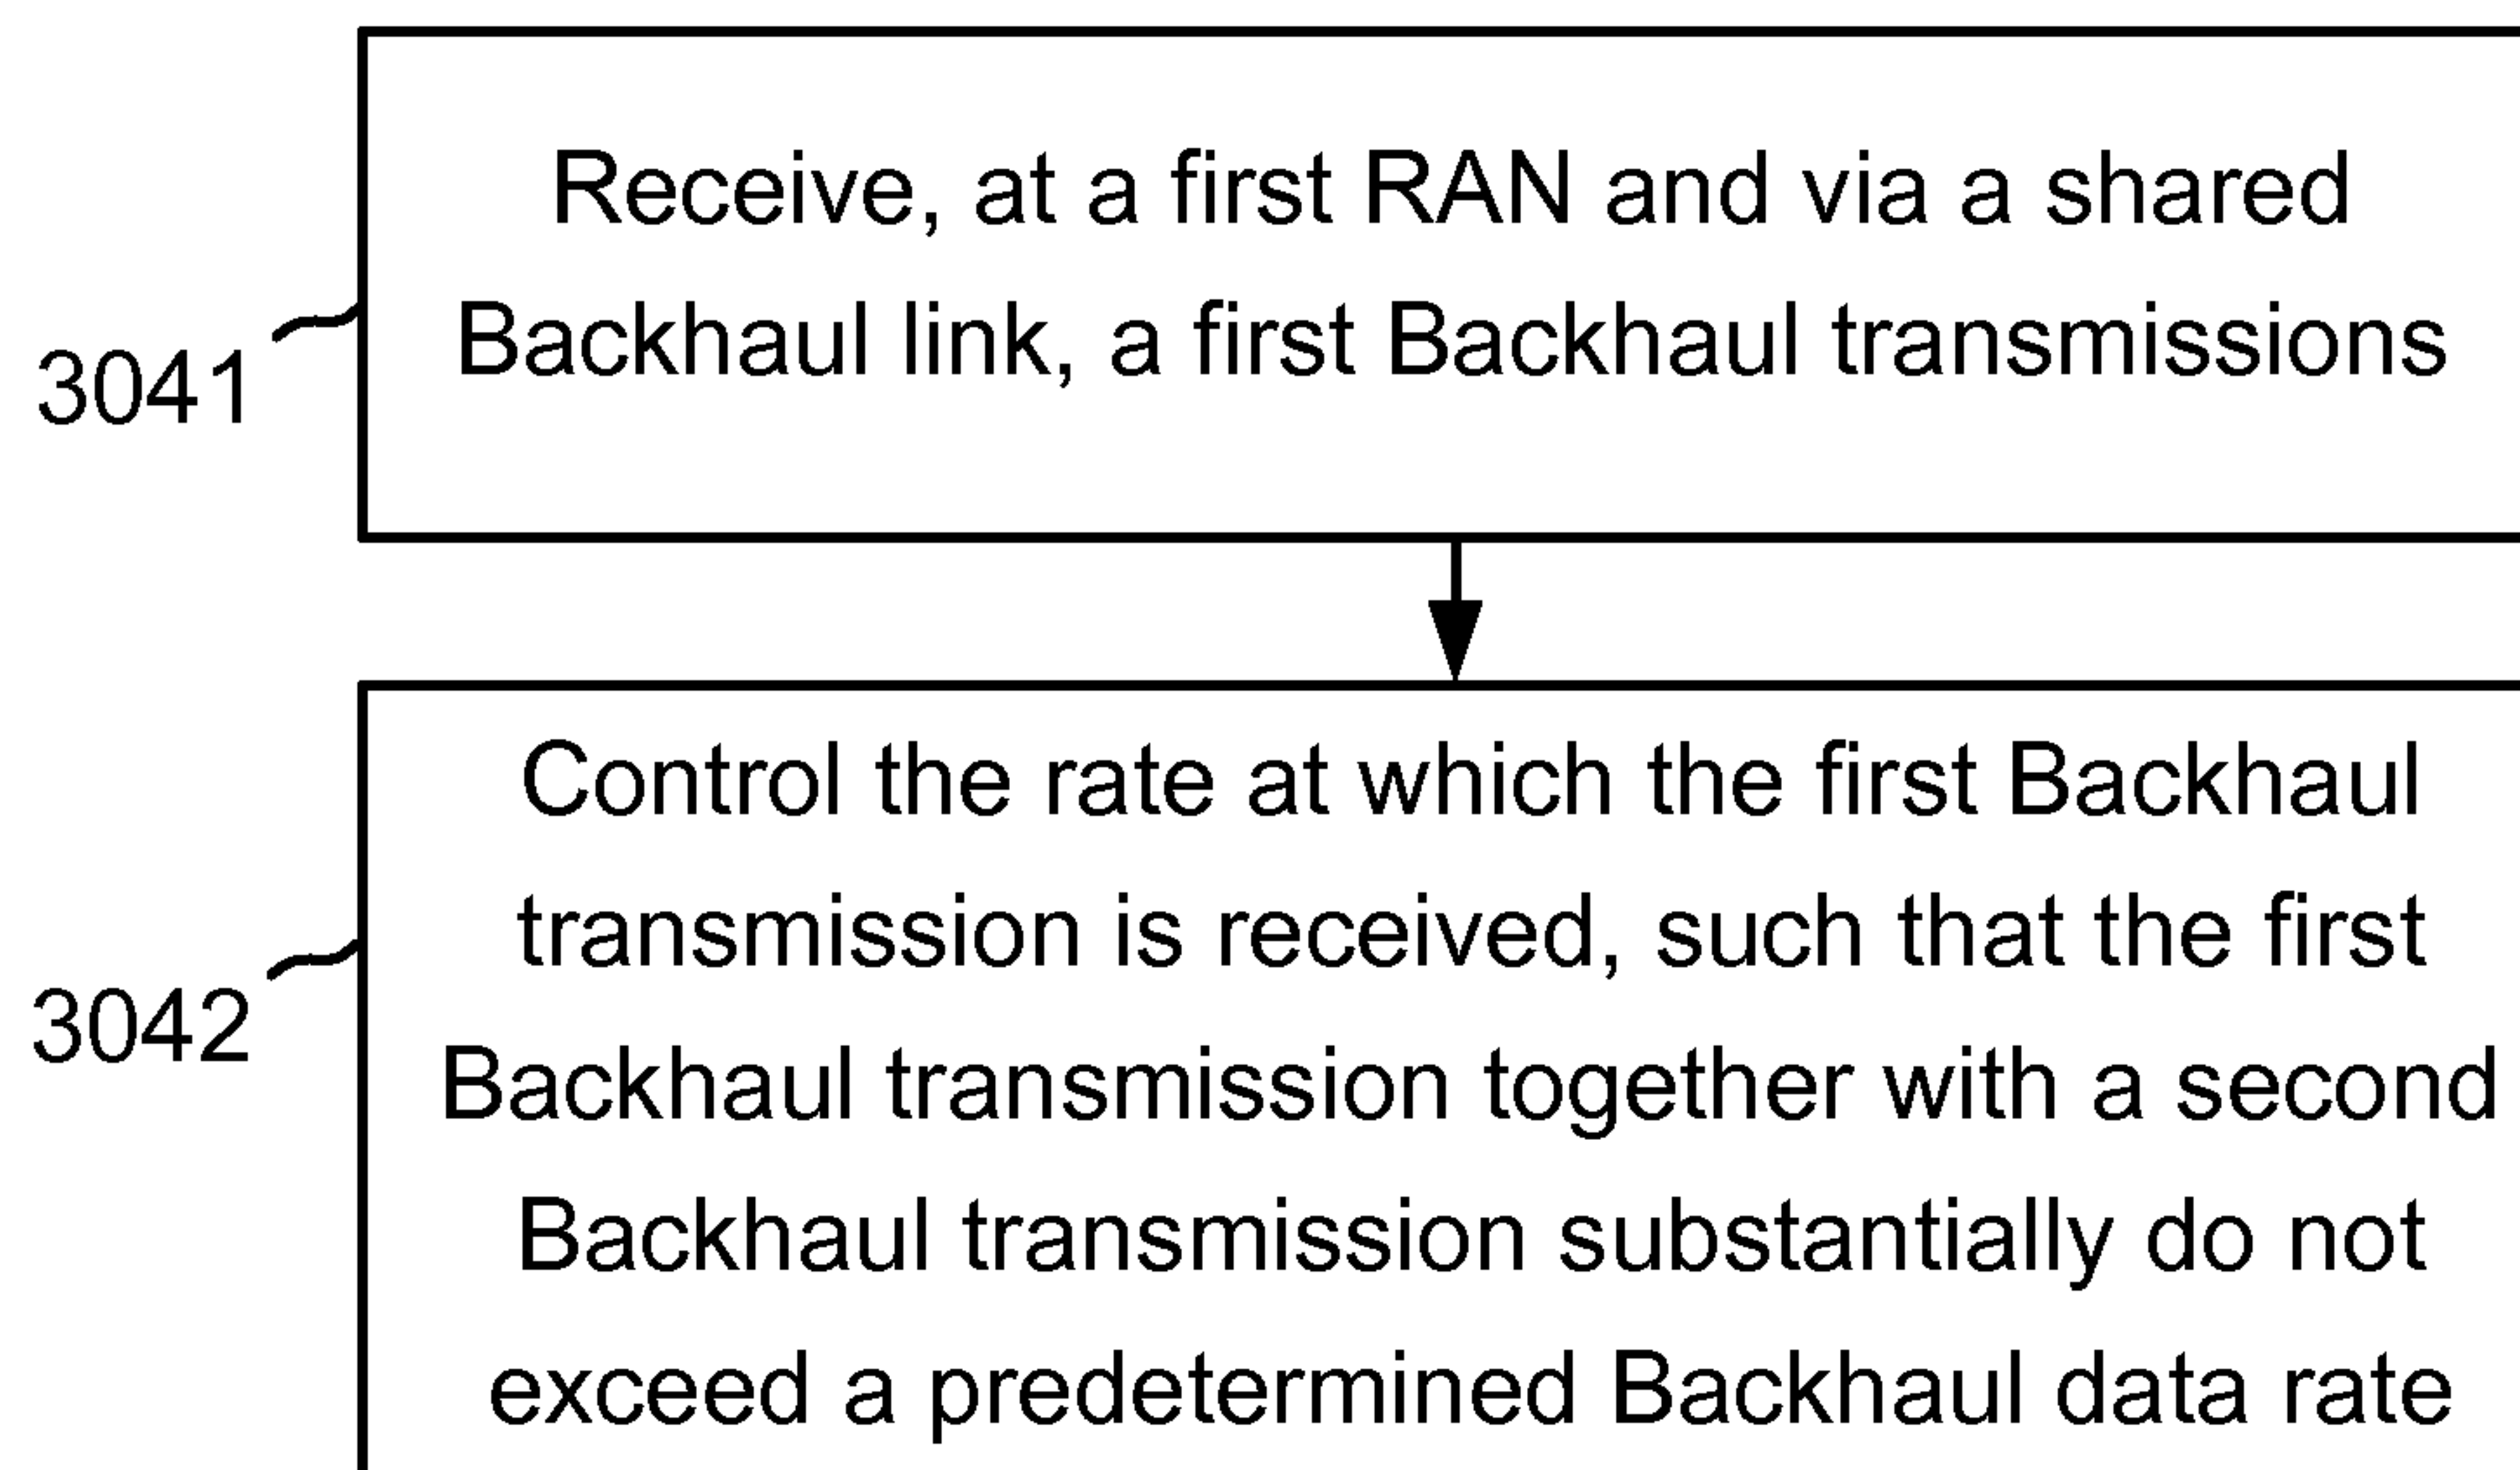 Receive, at a first RAN and via a shared
Backhaul link, a first Backhaul transmissions
3041
Control the rate at which the first Backhaul
transmission is received, such that the first
Backhaul transmission together with a second
Backhaul transmission substantially do not
exceed a predetermined Backhaul data rate
3042